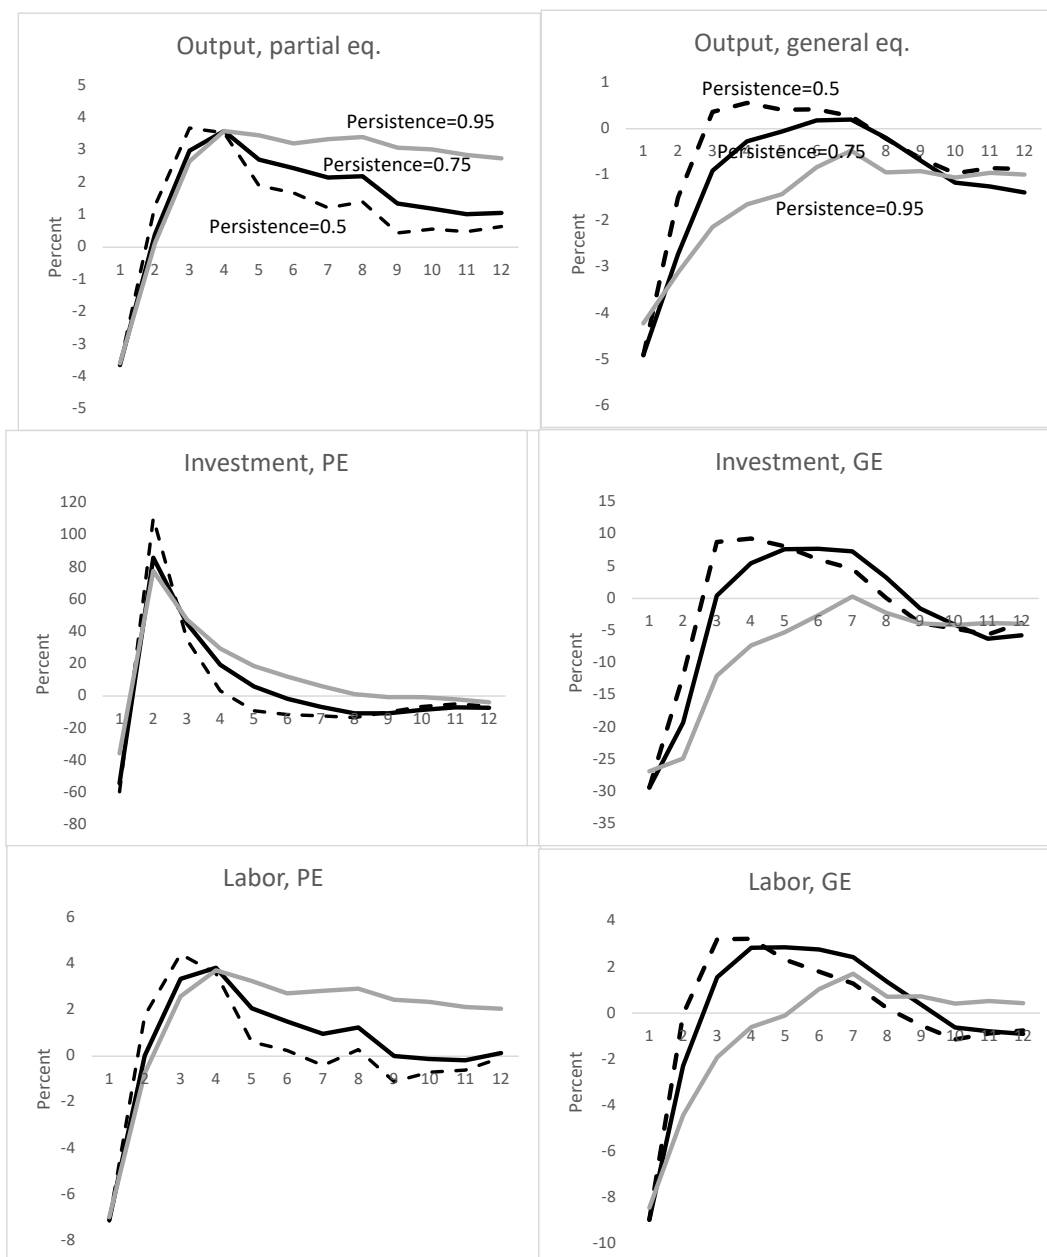 Output, partial eq.
5
4
3
2
1
0
-1
-2
-3
-4
-5
Percent
1 2 3 4 5 6 7 8 9 10 11 12
Persistence=0.95
Persistence=0.75
Persistence=0.5
Output, general eq.
1
0
-1
-2
-3
-4
-5
-6
Percent
1 2 3 4 5 6 7 8 9 10 11 12
Persistence=0.5
Persistence=0.75
Persistence=0.95
Investment, PE
120
100
80
60
40
20
0
-20
-40
-60
-80
Percent
1 2 3 4 5 6 7 8 9 10 11 12
Investment, GE
15
10
5
0
-5
-10
-15
-20
-25
-30
-35
Percent
1 2 3 4 5 6 7 8 9 10 11 12
Labor, PE
6
4
2
0
-2
-4
-6
-8
Percent
1 2 3 4 5 6 7 8 9 10 11 12
Labor, GE
4
2
0
-2
-4
-6
-8
-10
Percent
1 2 3 4 5 6 7 8 9 10 11 12